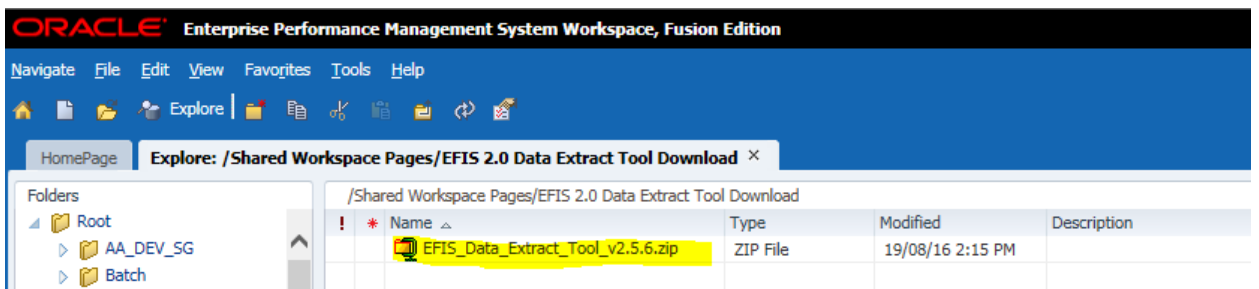 ORACLE Enterprise Performance Management System Workspace, Fusion Edition
Navigate File Edit View Favorites Tools Help
Explore
HomePage Explore: /Shared Workspace Pages/EFIS 2.0 Data Extract Tool Download ×
Folders /Shared Workspace Pages/EFIS 2.0 Data Extract Tool Download
Root ! * Name Type Modified Description
AA_DEV_SG EFIS_Data_Extract_Tool_v2.5.6.zip ZIP File 19/08/16 2:15 PM
Batch